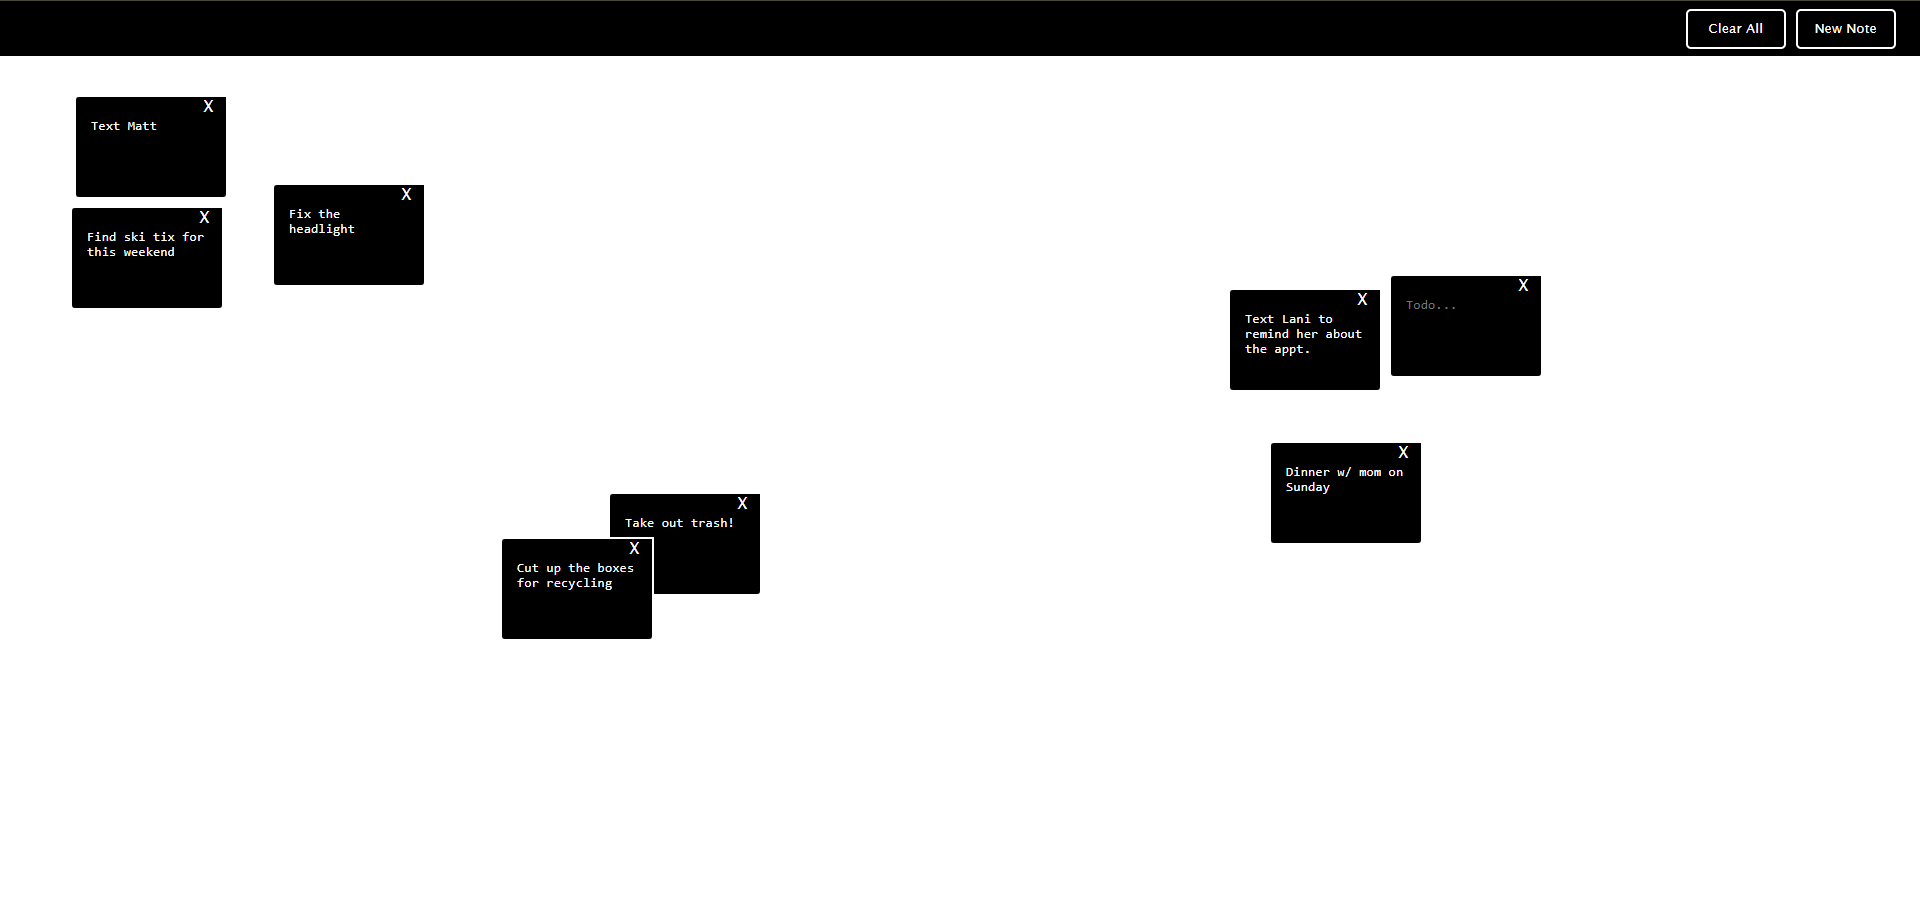 Clear All
New Note
X
Text Matt
X
Fix the
headlight
X
Find ski tix for
this weekend
X
Text Lani to
remind her about
the appt.
X
Todo...
X
Dinner w/ mom on
Sunday
X
Take out trash!
X
Cut up the boxes
for recycling